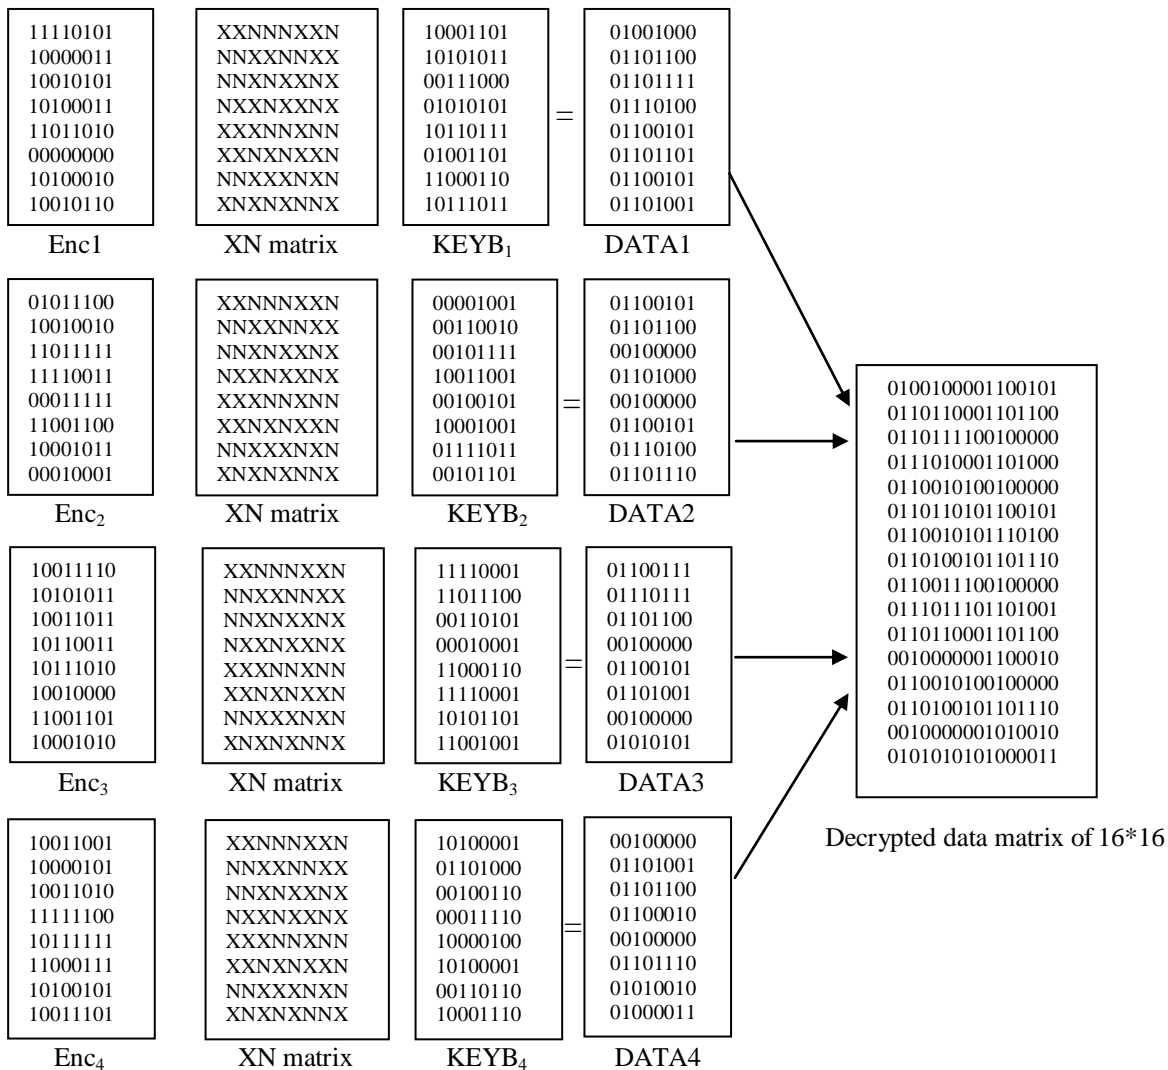 11110101 XXNNNXXN 10001101 01001000
10000011 NNXXNNXX 10101011 01101100
10010101 NNXNXXNX 00111000 01101111
10100011 NXXNXXNX 01010101 = 01110100
11011010 XXXNNXNN 10110111 01100101
00000000 XXNXNXXN 01001101 01101101
10100010 NNXXXNXN 11000110 01100101
10010110 XNXNXNNX 10111011 01101001
Enc1 XN matrix KEYB1 DATA1
01011100 XXNNNXXN 00001001 01100101
10010010 NNXXNNXX 00110010 01101100
11011111 NNXNXXNX 00101111 00100000
11110011 NXXNXXNX 10011001 01101000
00011111 XXXNNXNN 00100101 = 00100000
11001100 XXNXNXXN 10001001 01100101
10001011 NNXXXNXN 01111011 01110100
00010001 XNXNXNNX 00101101 01101110
Enc2 XN matrix KEYB2 DATA2
10011110 XXNNNXXN 11110001 01100111
10101011 NNXXNNXX 11011100 01110111
10011011 NNXNXXNX 00110101 01101100
10110011 NXXNXXNX 00010001 00100000
10111010 XXXNNXNN 11000110 = 01100101
10010000 XXNXNXXN 11110001 01101001
11001101 NNXXXNXN 10101101 00100000
10001010 XNXNXNNX 11001001 01010101
Enc3 XN matrix KEYB3 DATA3
10011001 XXNNNXXN 10100001 00100000
10000101 NNXXNNXX 01101000 01101001
10011010 NNXNXXNX 00100110 01101100
11111100 NXXNXXNX 00011110 01100010
10111111 XXXNNXNN 10000100 = 00100000
11000111 XXNXNXXN 10100001 01101110
10100101 NNXXXNXN 00110110 01010010
10011101 XNXNXNNX 10001110 01000011
Enc4 XN matrix KEYB4 DATA4
0100100001100101
0110110001101100
0110111100100000
0111010001101000
0110010100100000
0110110101100101
0110010101110100
0110100101101110
0110011100100000
0111011101101001
0110110001101100
0010000001100010
0110010100100000
0110100101101110
0010000001010010
0101010101000011
Decrypted data matrix of 16*16